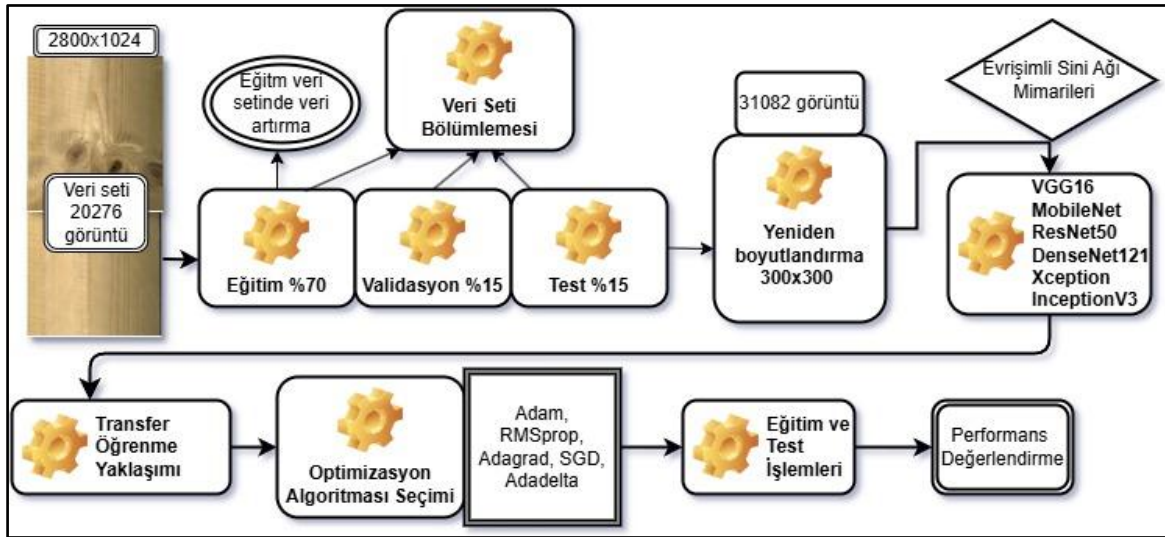 2800x1024
Veri seti
20276
görüntü
Eğitm veri
setinde veri
artırma
Veri Seti
Bölümlemesi
Eğitim %70
Validasyon %15
Test %15
31082 görüntü
Yeniden
boyutlandırma
300x300
Evrişimli Sini Ağı
Mimarileri
VGG16
MobileNet
ResNet50
DenseNet121
Xception
InceptionV3
Transfer
Öğrenme
Yaklaşımı
Optimizasyon
Algoritması Seçimi
Adam,
RMSprop,
Adagrad, SGD,
Adadelta
Eğitim ve
Test
İşlemleri
Performans
Değerlendirme